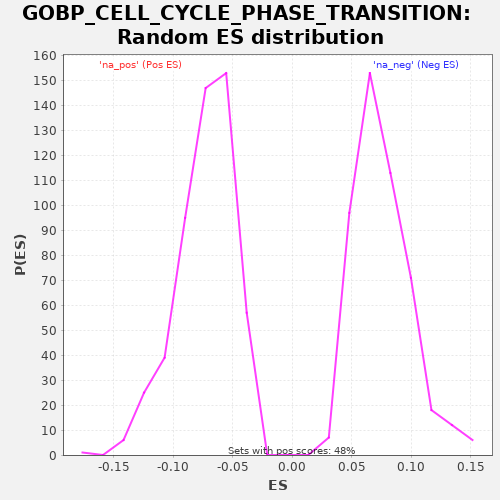 GOBP_CELL_CYCLE_PHASE_TRANSITION:
Random ES distribution
'na_pos' (Pos ES)
'na_neg' (Neg ES)
160
150
140
130
120
110
100
90
80
70
60
50
40
30
20
10
0
P(ES)
Sets with pos scores: 48%
-0.15 -0.10 -0.05 0.00 0.05 0.10 0.15
ES